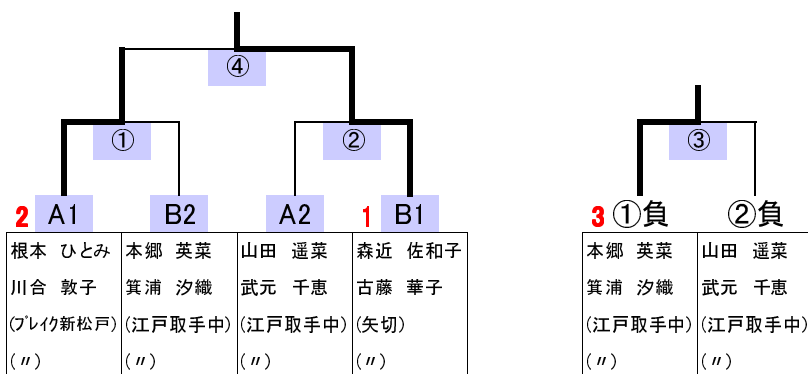 ④
① ② ③
2 A1 B2 A2 1 B1 3 ①負 ②負
根本 ひとみ 本郷 英菜 山田 遥菜 森近 佐和子 本郷 英菜 山田 遥菜
川合 敦子 箕浦 汐織 武元 千恵 古藤 華子 箕浦 汐織 武元 千恵
(ﾌﾞﾚｲｸ新松戸) (江戸取手中) (江戸取手中) (矢切) (江戸取手中) (江戸取手中)
(〃) (〃) (〃) (〃) (〃) (〃)